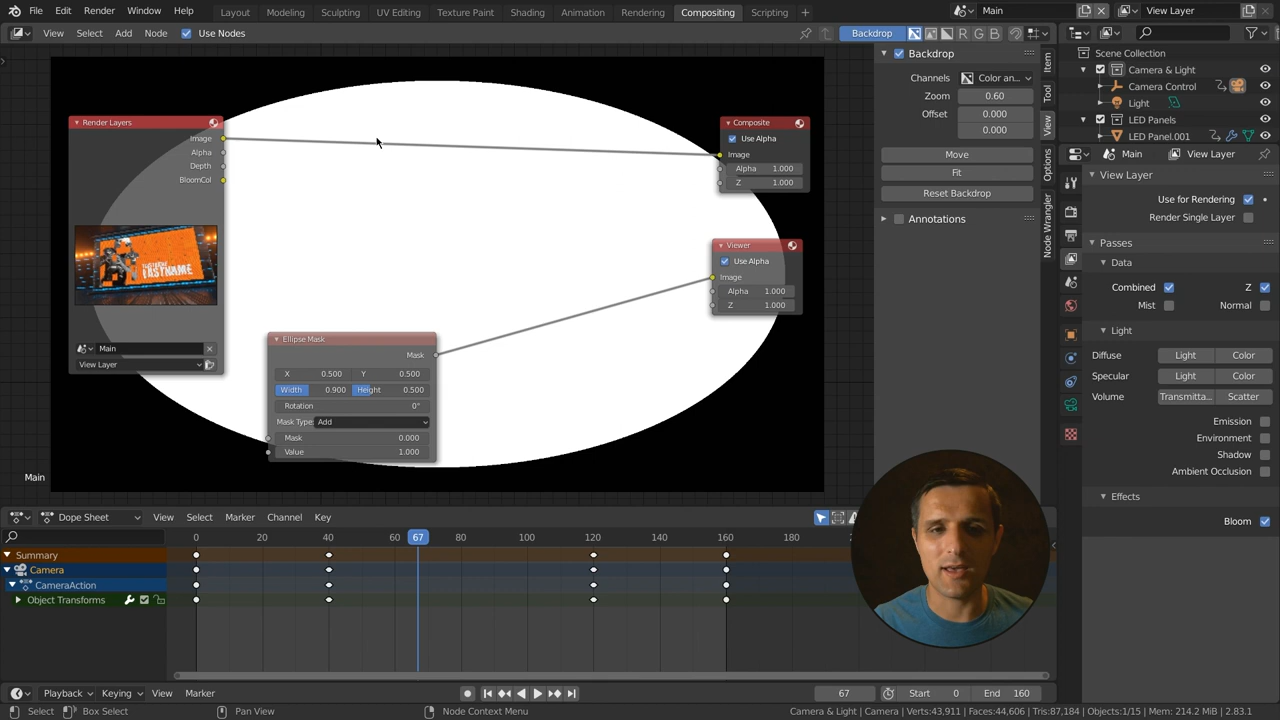 File Edit Render Window Help
Layout Modeling Sculpting UV Editing Texture Paint Shading Animation Rendering Compositing Scripting +
Main View Layer
View Select Add Node Use Nodes
Backdrop R G B
Render Layers
Image
Alpha
Depth
BloomCol
FASTNAME
Main
View Layer
Composite
Use Alpha
Image
Alpha 1.000
Z 1.000
Viewer
Use Alpha
Image
Alpha 1.000
Z 1.000
Ellipse Mask
Mask
X 0.500 Y 0.500
Width 0.900 Height 0.500
Rotation 0°
Mask Type: Add
Mask 0.000
Value 1.000
Main
Backdrop
Channels Color an...
Zoom 0.60
Offset 0.000
0.000
Move
Fit
Reset Backdrop
Annotations
Item
Tool
View
Options
Node Wrangler
Scene Collection
Camera & Light
Camera Control
Light
LED Panels
LED Panel.001
Main View Layer
View Layer
Use for Rendering
Render Single Layer
Passes
Data
Combined Z
Mist Normal
Light
Diffuse Light Color
Specular Light Color
Volume Transmitta... Scatter
Emission
Environment
Shadow
Ambient Occlusion
Effects
Bloom
Dope Sheet View Select Marker Channel Key
0 20 40 60 67 80 100 120 140 160 180
Summary
Camera
CameraAction
Object Transforms
Playback Keying View Marker
67 Start 0 End 160
Select Box Select Pan View Node Context Menu
Camera & Light | Camera | Verts:43,911 | Faces:44,606 | Tris:87,184 | Objects:1/15 | Mem: 214.2 MiB | 2.83.1